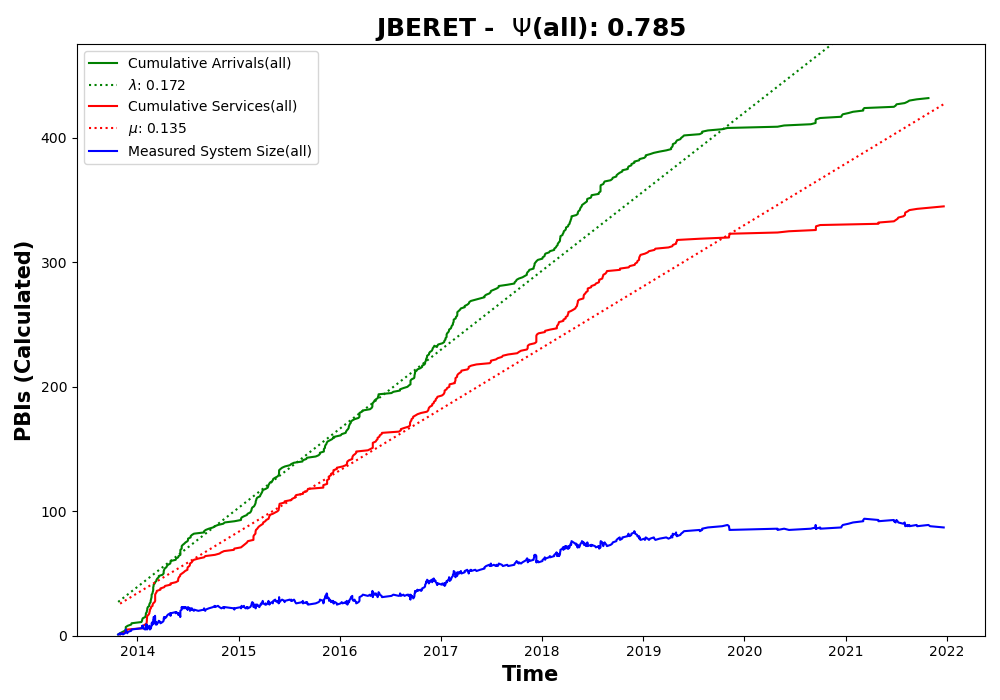 JBERET - Ψ(all): 0.785
Cumulative Arrivals(all)
λ: 0.172
Cumulative Services(all)
μ: 0.135
Measured System Size(all)
PBIs (Calculated)
400
300
200
100
0
2014 2015 2016 2017 2018 2019 2020 2021 2022
Time